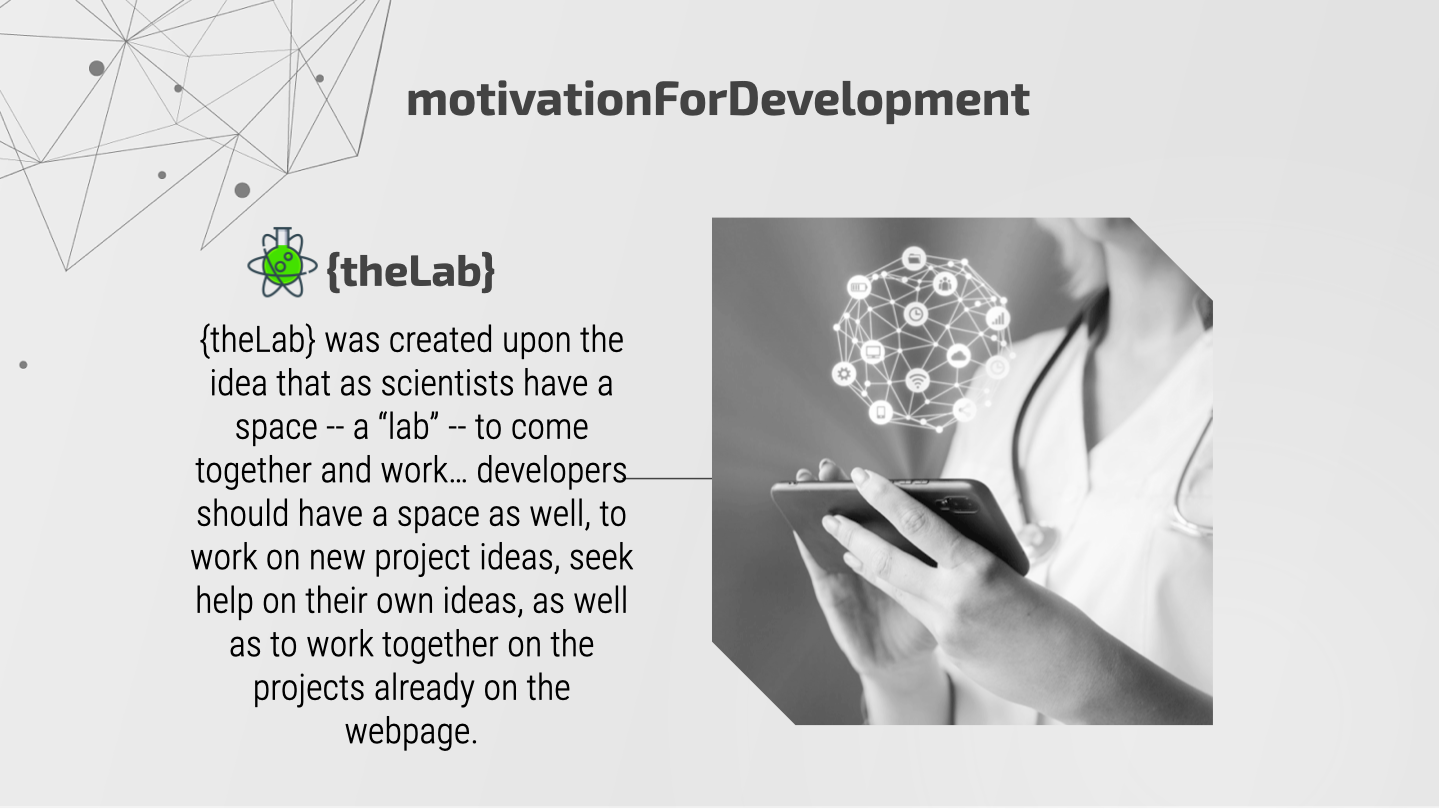 motivationForDevelopment
{theLab}
{theLab} was created upon the
idea that as scientists have a
space -- a “lab” -- to come
together and work… developers
should have a space as well, to
work on new project ideas, seek
help on their own ideas, as well
as to work together on the
projects already on the
webpage.